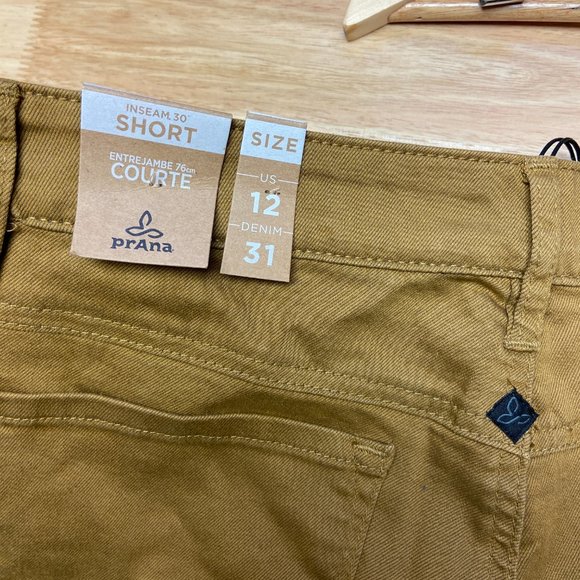 INSEAM 30"
SHORT
ENTREJAMBE 76cm
COURTE
prAna
SIZE
US
12
DENIM
31